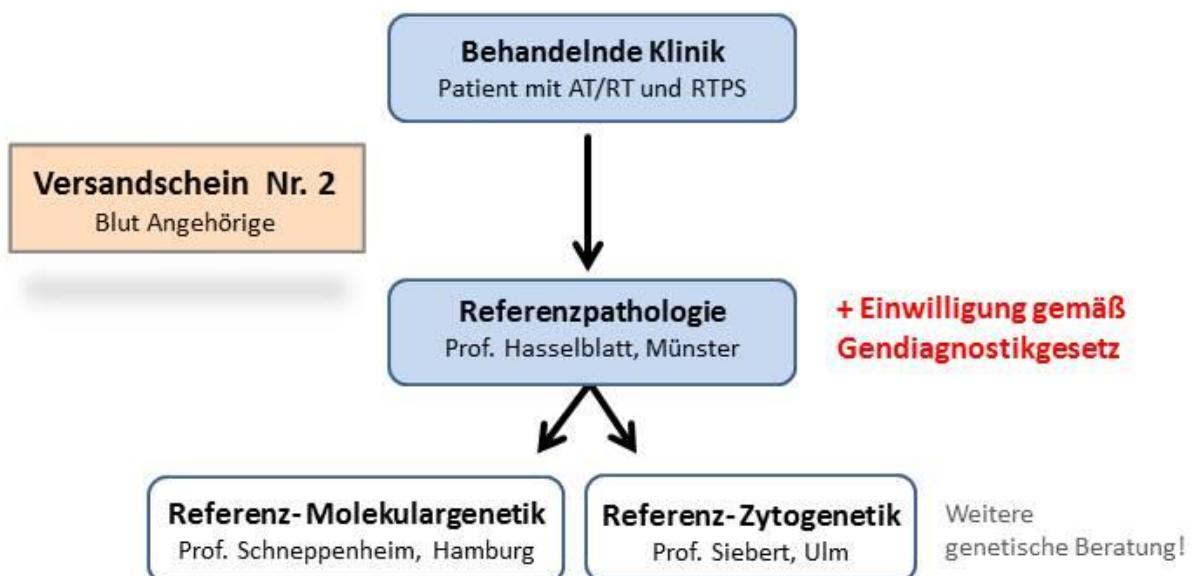 Behandelnde Klinik
Patient mit AT/RT und RTPS
Versandschein Nr. 2
Blut Angehörige
Referenzpathologie
Prof. Hasselblatt, Münster
+ Einwilligung gemäß
Gendiagnostikgesetz
Referenz- Molekulargenetik
Prof. Schneppenheim, Hamburg
Referenz- Zytogenetik
Prof. Siebert, Ulm
Weitere
genetische Beratung!